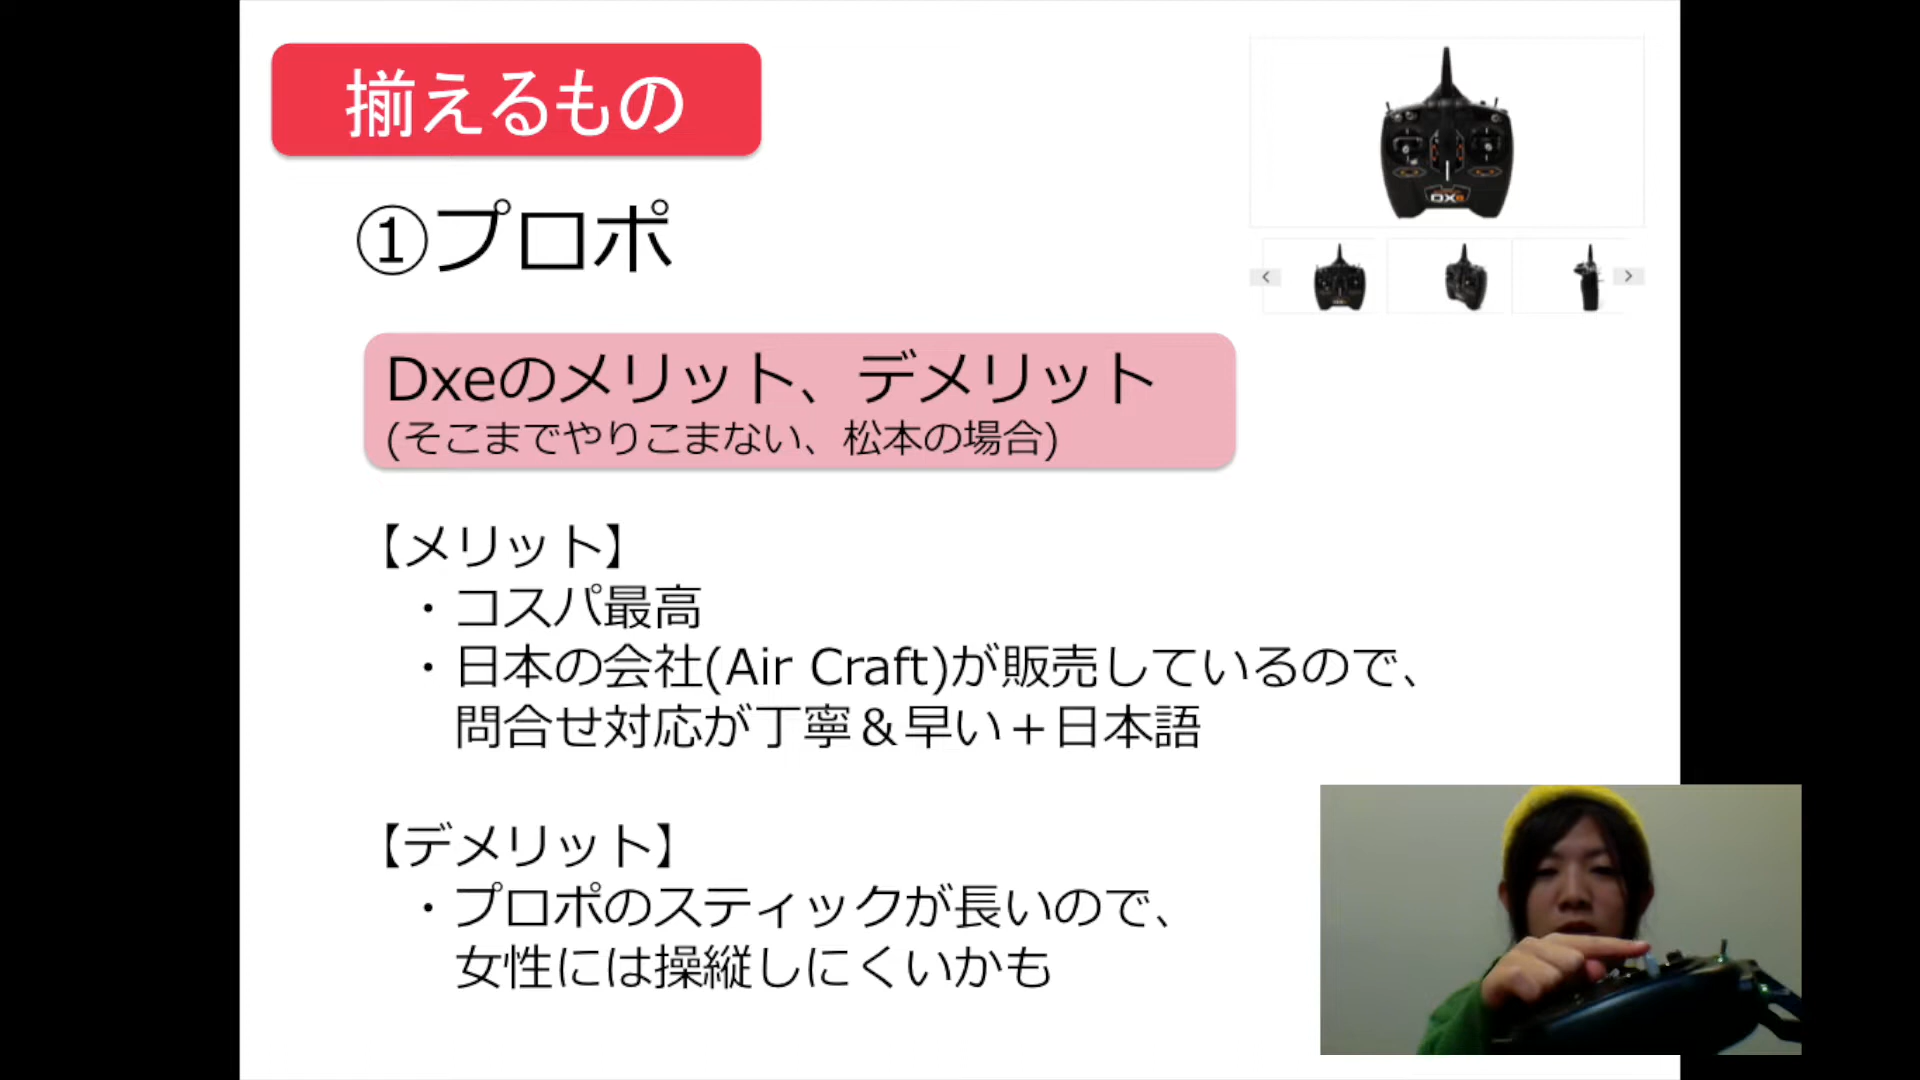 揃えるもの
①プロポ
DXe
Dxeのメリット、デメリット
(そこまでやりこまない、松本の場合)
【メリット】
・コスパ最高
・日本の会社(Air Craft)が販売しているので、
問合せ対応が丁寧＆早い＋日本語
【デメリット】
・プロポのスティックが長いので、
女性には操縦しにくいかも